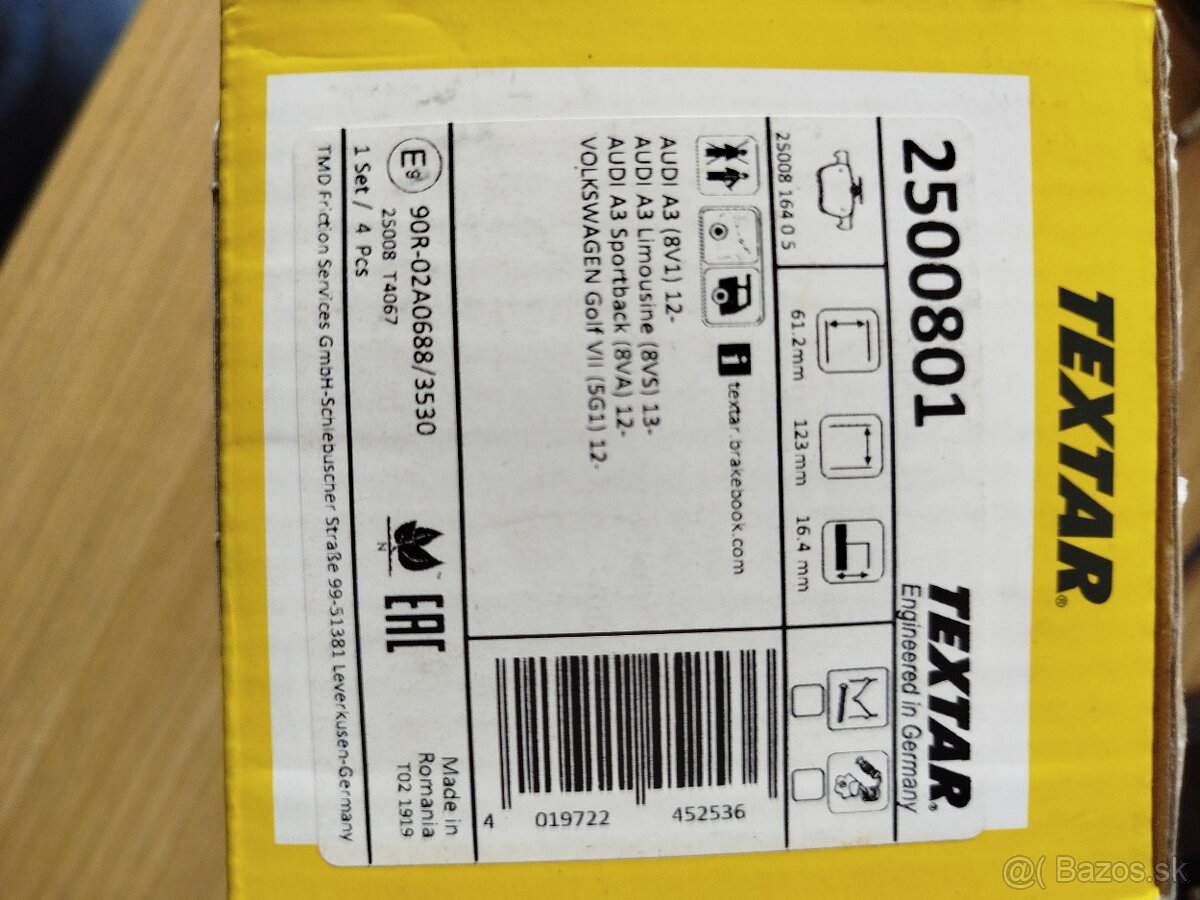 TEXTAR®
2500801
TEXTAR®
Engineered in Germany
25008 164 0 5
61.2mm
123 mm
16.4 mm
i textar.brakebook.com
AUDI A3 (8V1) 12-
AUDI A3 Limousine (8VS) 13-
AUDI A3 Sportback (8VA) 12-
VOLKSWAGEN Golf VII (5G1) 12-
4 019722 452536
E9 90R-02A0688/3530
25008 T4067
N
™
EAC
Made in
Romania
T02 1919
1 Set / 4 Pcs
TMD Friction Services GmbH-Schlebuscher Straße 99-51381 Leverkusen-Germany
@( Bazos.sk